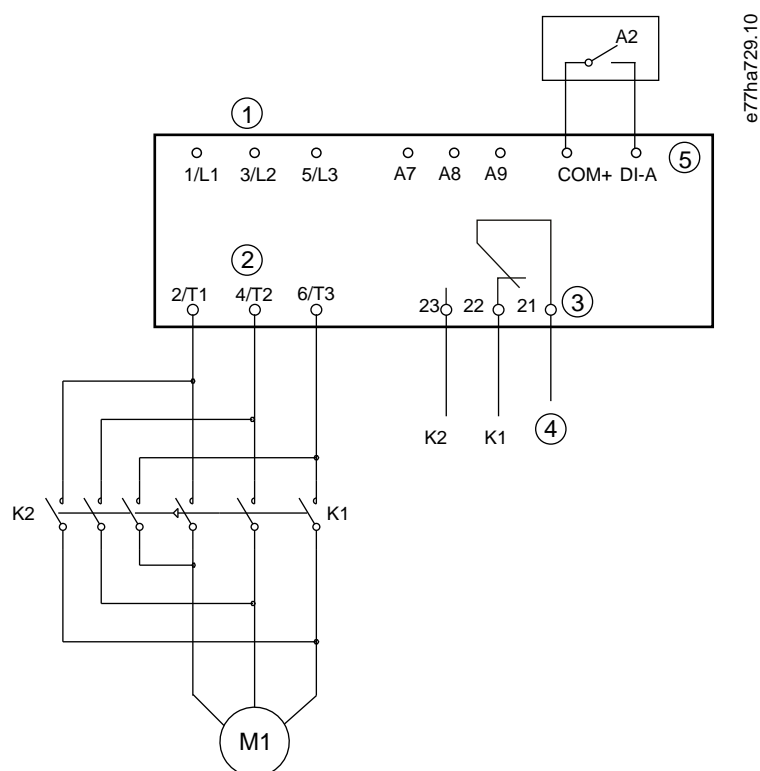 A2
e77ha729.10
1
5
1/L1 3/L2 5/L3 A7 A8 A9 COM+ DI-A
2
2/T1 4/T2 6/T3
23 22 21 3
K2 K1 4
K2 K1
M1